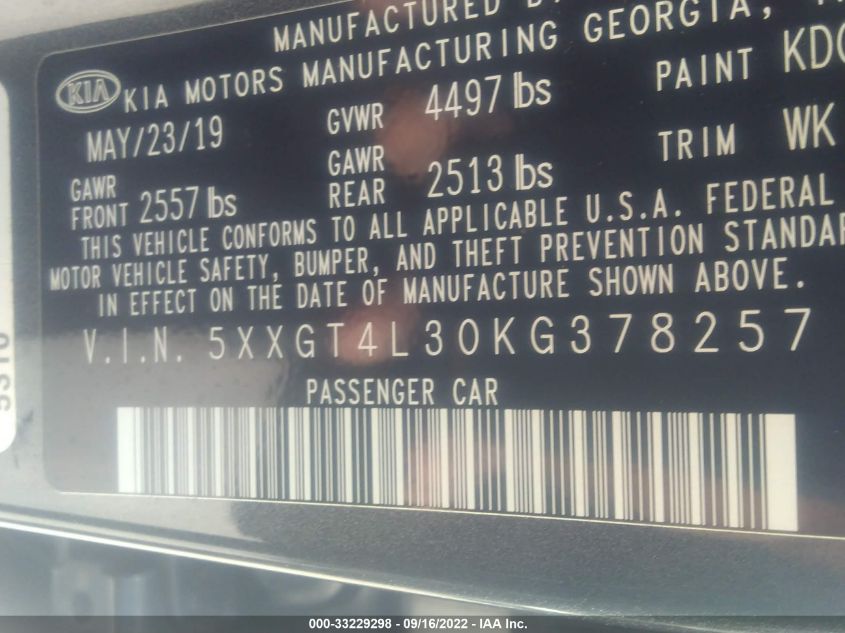 MANUFACTURED
KIA KIA MOTORS MANUFACTURING GEORGIA,
MAY/23/19 GVWR 4497 lbs PAINT
GAWR FRONT 2557 lbs GAWR REAR 2513 lbs TRIM WK
THIS VEHICLE CONFORMS TO ALL APPLICABLE U.S.A. FEDERAL
MOTOR VEHICLE SAFETY, BUMPER, AND THEFT PREVENTION
IN EFFECT ON THE DATE OF MANUFACTURE SHOWN ABOVE.
V.I.N. 5XXGT4L30KG378257
PASSENGER CAR
000-33229298 - 09/16/2022 - IAA Inc.